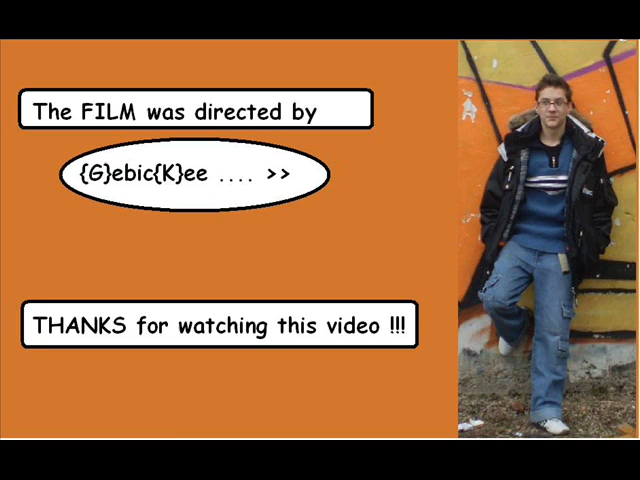 The FILM was directed by
{G}ebic{K}ee .... >>
THANKS for watching this video !!!